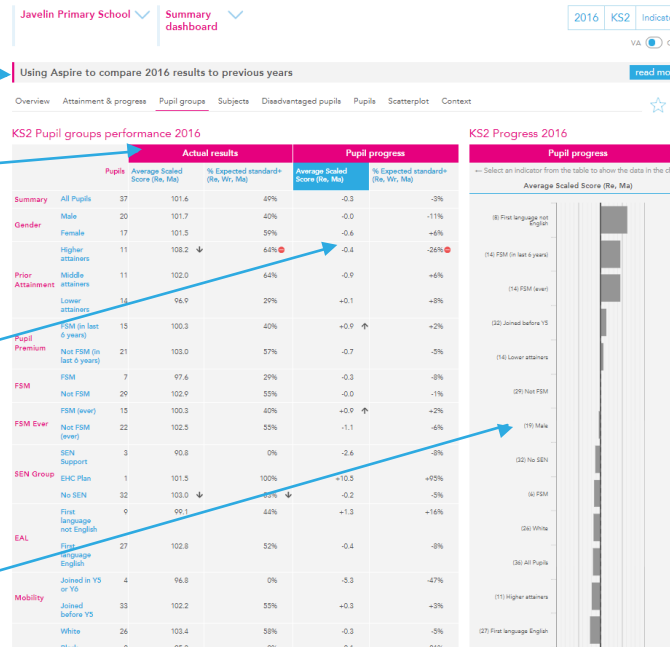 Javelin Primary School
Summary dashboard
2016 KS2
VA
Using Aspire to compare 2016 results to previous years
Overview Attainment & progress Pupil groups Subjects Disadvantaged pupils Pupils Scatterplot Context
KS2 Pupil groups performance 2016
Actual results Pupil progress
Pupils Average Scaled Score (Re, Ma) % Expected standard+ (Re, Wr, Ma) Average Scaled Score (Re, Ma) % Expected standard+ (Re, Wr, Ma)
Summary All Pupils 37 101.6 49% -0.3 -3%
Gender
Male 20 101.7 40% -0.0 -11%
Female 17 101.5 59% -0.6 +6%
Prior Attainment
Higher attainers 11 108.2 64% -0.4 -26%
Middle attainers 11 102.0 64% -0.9 +6%
Lower attainers 14 96.9 29% +0.1 +8%
Pupil Premium
FSM (in last 6 years) 15 100.3 40% +0.9 +2%
Not FSM (in last 6 years) 21 103.0 57% -0.7 -5%
FSM
FSM 7 97.6 29% -0.3 -8%
Not FSM 29 102.9 55% -0.0 -1%
FSM Ever
FSM (ever) 15 100.3 40% +0.9 +2%
Not FSM (ever) 22 102.5 55% -1.1 -6%
SEN Group
SEN Support 3 90.8 0% -2.6 -8%
EHC Plan 1 101.5 100% +10.5 +95%
No SEN 32 103.0 -0.2 -5%
EAL
First language not English 9 99.1 44% +1.3 +16%
First language English 27 102.8 52% -0.4 -8%
Mobility
Joined in Y5 or Y6 4 96.8 0% -5.3 -47%
Joined before Y5 33 102.2 55% +0.3 +3%
White 26 103.4 58% -0.3 -5%
KS2 Progress 2016
Pupil progress
← Select an indicator from the table to show the data in the
Average Scaled Score (Re, Ma)
(8) First language not English
(14) FSM (in last 6 years)
(14) FSM (ever)
(32) Joined before Y5
(14) Lower attainers
(29) Not FSM
(19) Male
(32) No SEN
(6) FSM
(26) White
(36) All Pupils
(11) Higher attainers
(27) First language English